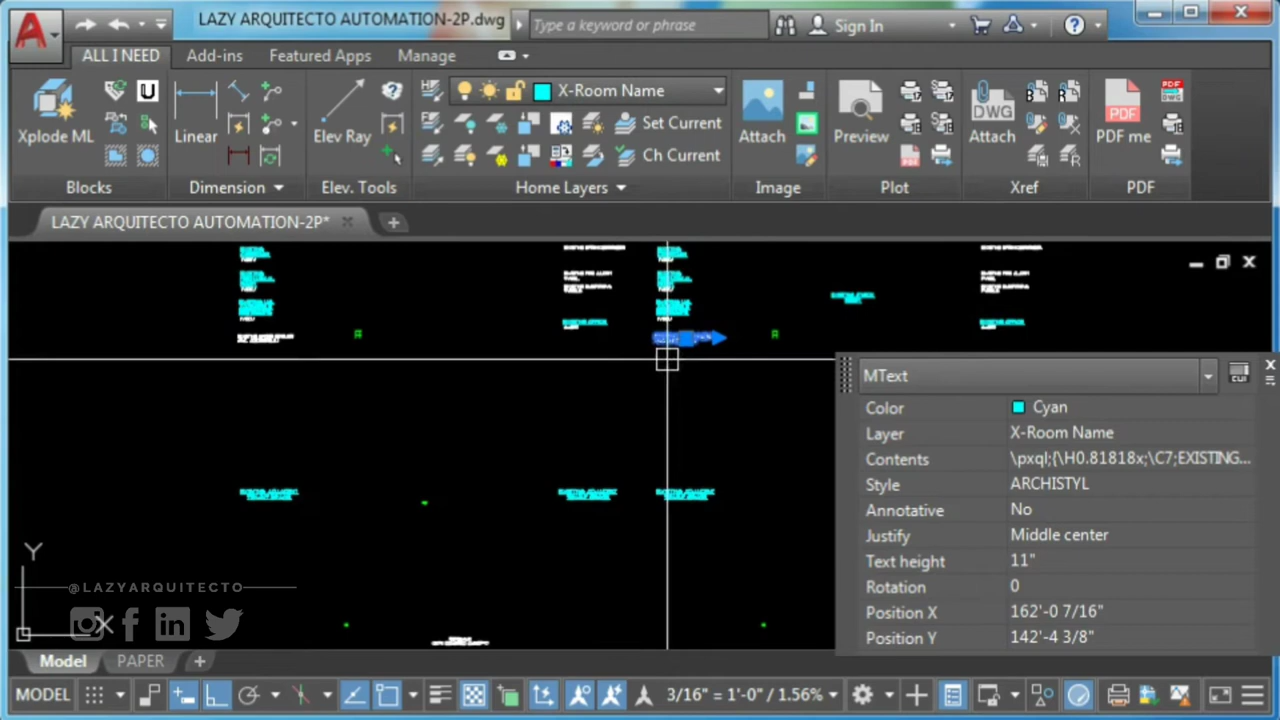 LAZY ARQUITECTO AUTOMATION-2P.dwg
Type a keyword or phrase
Sign In
ALL I NEED
Add-ins
Featured Apps
Manage
X-Room Name
Xplode ML
Linear
Elev Ray
Set Current
Ch Current
Attach
Preview
DWG
Attach
PDF
PDF me
Blocks
Dimension
Elev. Tools
Home Layers
Image
Plot
Xref
PDF
LAZY ARQUITECTO AUTOMATION-2P*
MText
CUI
Color Cyan
Layer X-Room Name
Contents \pxql;{\H0.81818x;\C7;EXISTING...
Style ARCHISTYL
Annotative No
Justify Middle center
Text height 11"
Rotation 0
Position X 162'-0 7/16"
Position Y 142'-4 3/8"
Y
@LAZYARQUITECTO
X
Model
PAPER
MODEL
3/16" = 1'-0" / 1.56%